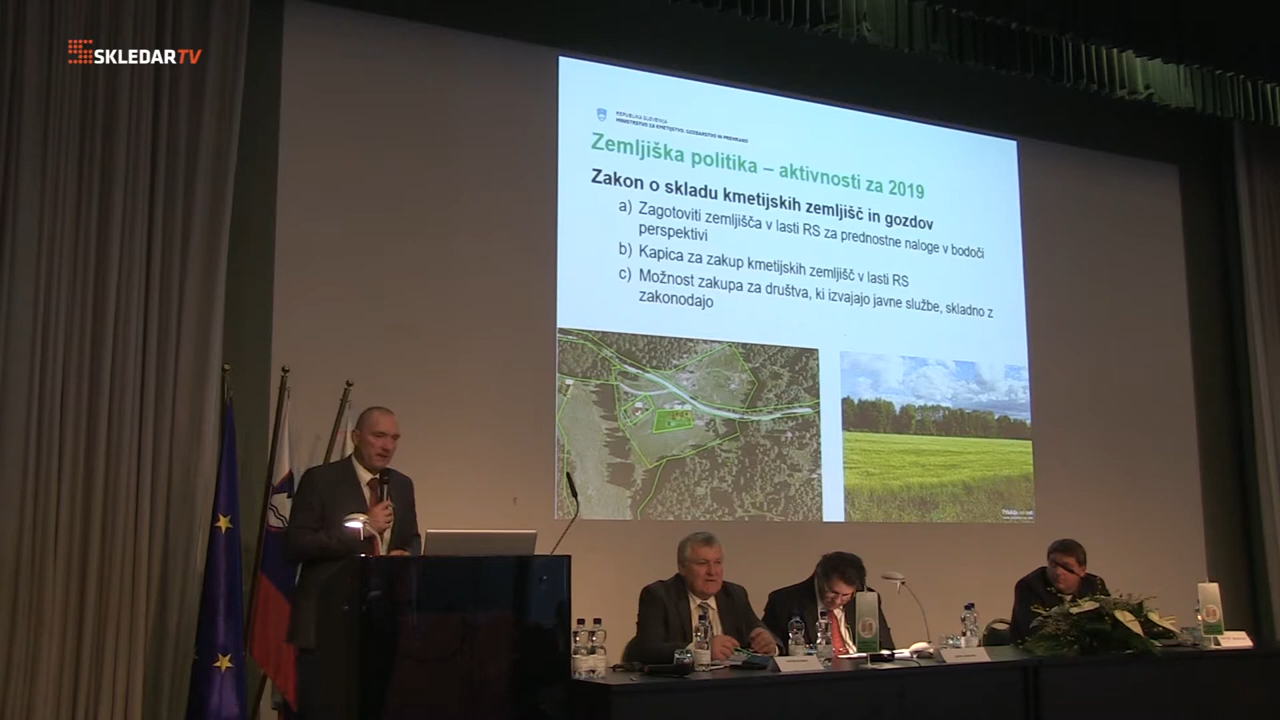 SKLEDARTV
REPUBLIKA SLOVENIJA
MINISTRSTVO ZA KMETIJSTVO, GOZDARSTVO IN PREHRANO
Zemljiška politika – aktivnosti za 2019
Zakon o skladu kmetijskih zemljišč in gozdov
a) Zagotoviti zemljišča v lasti RS za prednostne naloge v bodoči
perspektivi
b) Kapica za zakup kmetijskih zemljišč v lasti RS
c) Možnost zakupa za društva, ki izvajajo javne službe, skladno z
zakonodajo